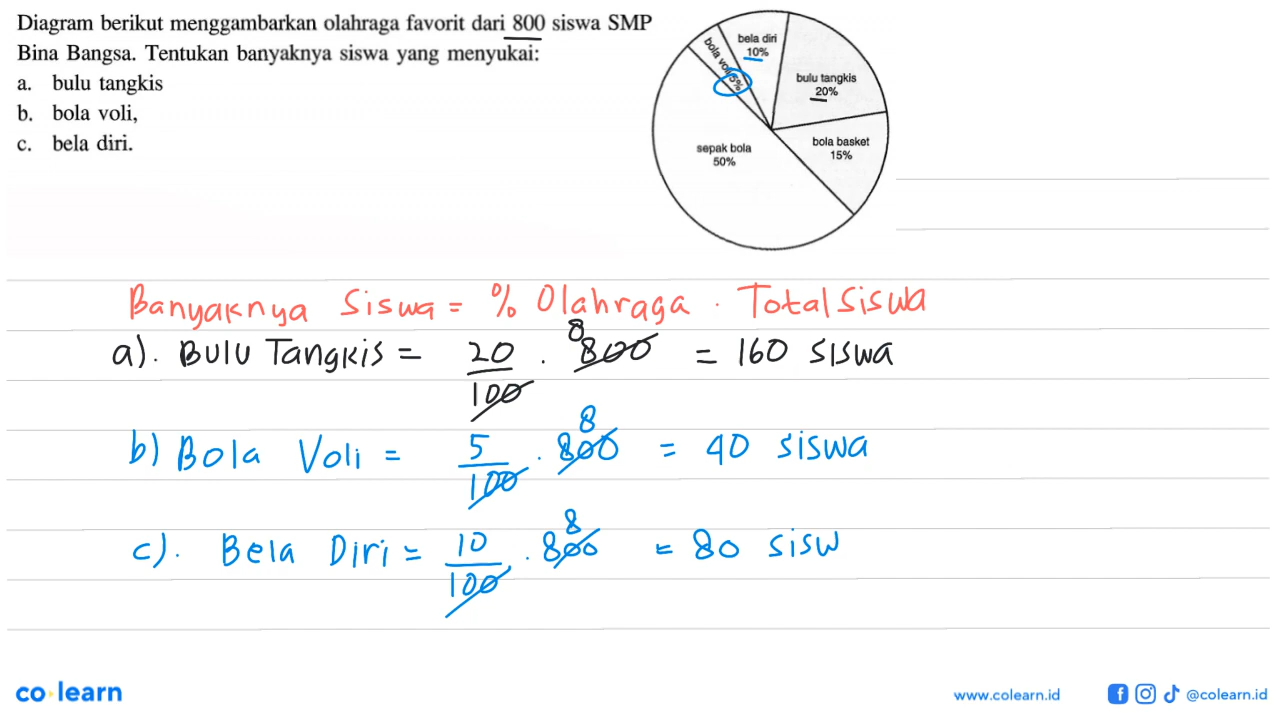 Diagram berikut menggambarkan olahraga favorit dari 800 siswa SMP
Bina Bangsa. Tentukan banyaknya siswa yang menyukai:
a. bulu tangkis
b. bola voli,
c. bela diri.
bola voli 5%
bela diri
10%
bulu tangkis
20%
bola basket
15%
sepak bola
50%
Banyaknya Siswa = % Olahraga . Total Siswa
a). Bulu Tangkis = 20/100 . 800 8 = 160 siswa
b) Bola Voli = 5/100 . 800 8 = 40 siswa
c). Bela Diri = 10/100 . 800 8 = 80 sisw
co learn
www.colearn.id
@colearn.id